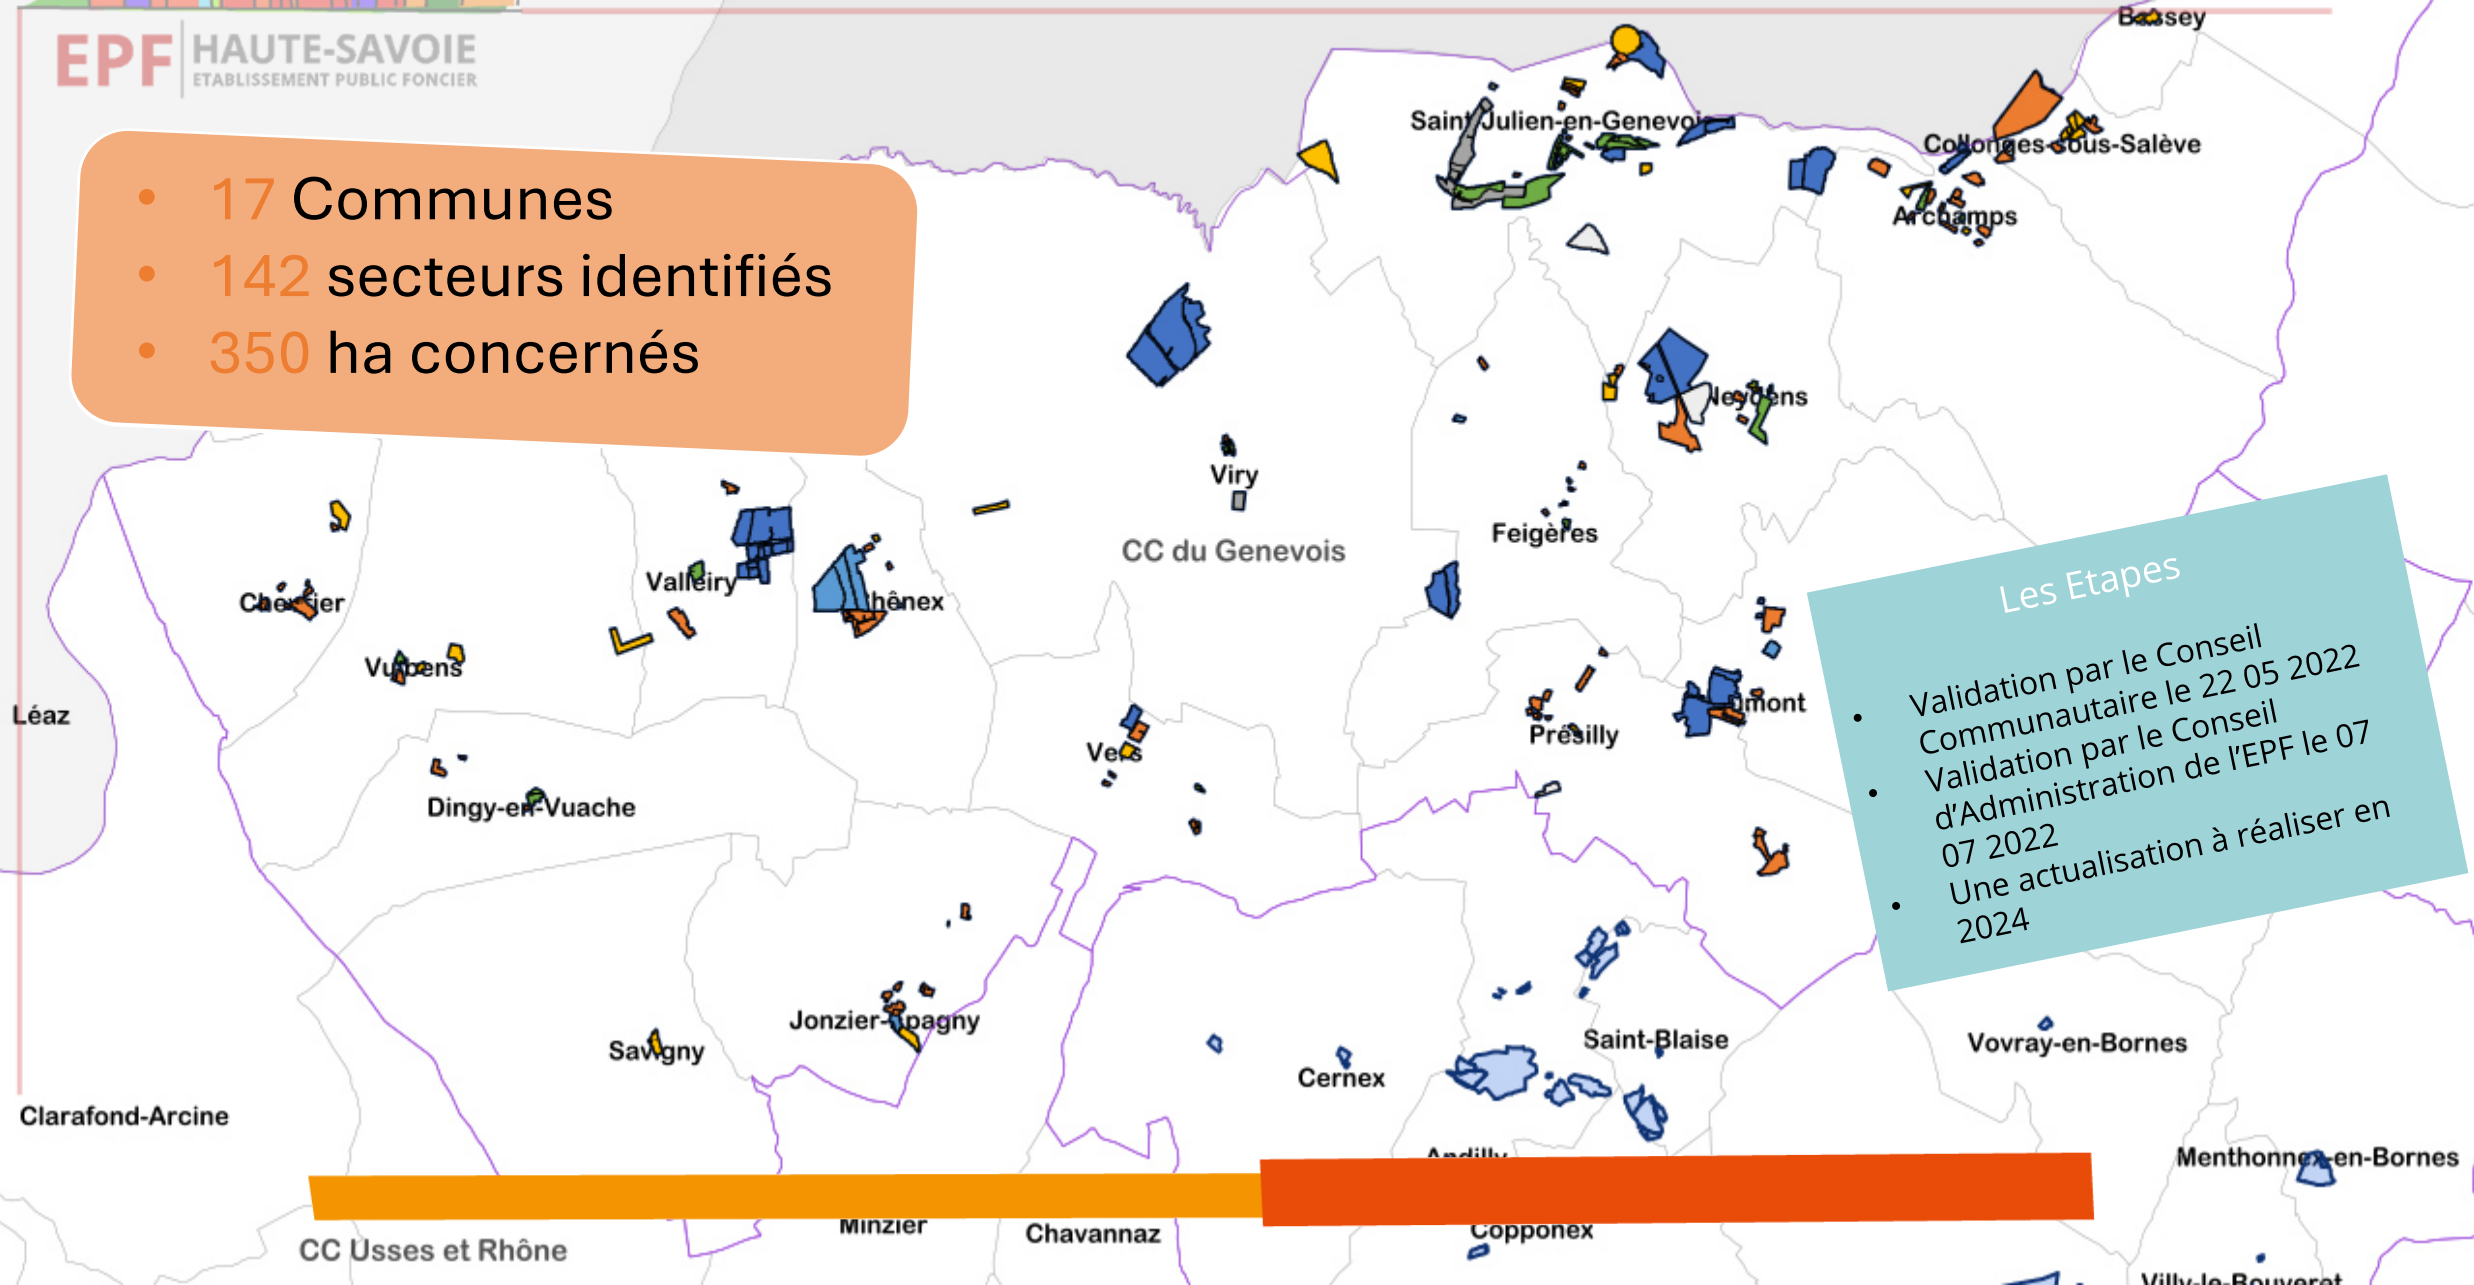 EPF HAUTE-SAVOIE
ETABLISSEMENT PUBLIC FONCIER
• 17 Communes
• 142 secteurs identifiés
• 350 ha concernés
Bossey
Saint-Julien-en-Genevois
Collonges-sous-Salève
Archamps
Neydens
Viry
CC du Genevois
Feigères
Valleiry
Chênex
Chevrier
Vulbens
Léaz
Dingy-en-Vuache
Vers
Présilly
Les Etapes
• Validation par le Conseil
Communautaire le 22 05 2022
• Validation par le Conseil
d’Administration de l’EPF le 07
07 2022
• Une actualisation à réaliser en
2024
Jonzier-Epagny
Savigny
Saint-Blaise
Vovray-en-Bornes
Cernex
Clarafond-Arcine
Andilly
Menthonnex-en-Bornes
Minzier
Chavannaz
Copponex
CC Usses et Rhône
Villy-le-Bouveret